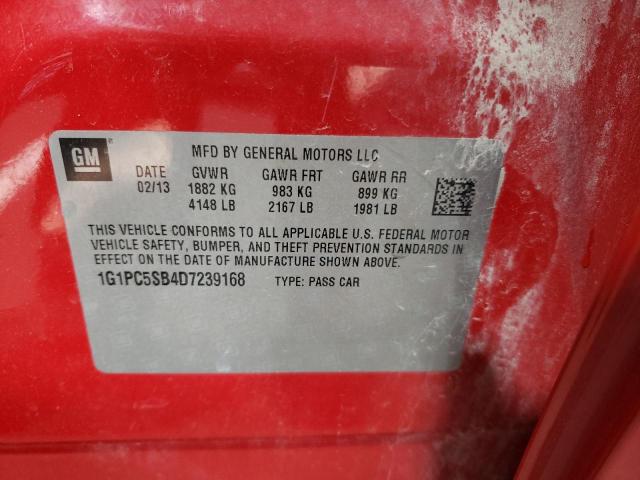 GM
MFD BY GENERAL MOTORS LLC
DATE GVWR GAWR FRT GAWR RR
02/13 1882 KG 983 KG 899 KG
4148 LB 2167 LB 1981 LB
THIS VEHICLE CONFORMS TO ALL APPLICABLE U.S. FEDERAL MOTOR
VEHICLE SAFETY, BUMPER, AND THEFT PREVENTION STANDARDS IN
EFFECT ON THE DATE OF MANUFACTURE SHOWN ABOVE.
1G1PC5SB4D7239168 TYPE: PASS CAR